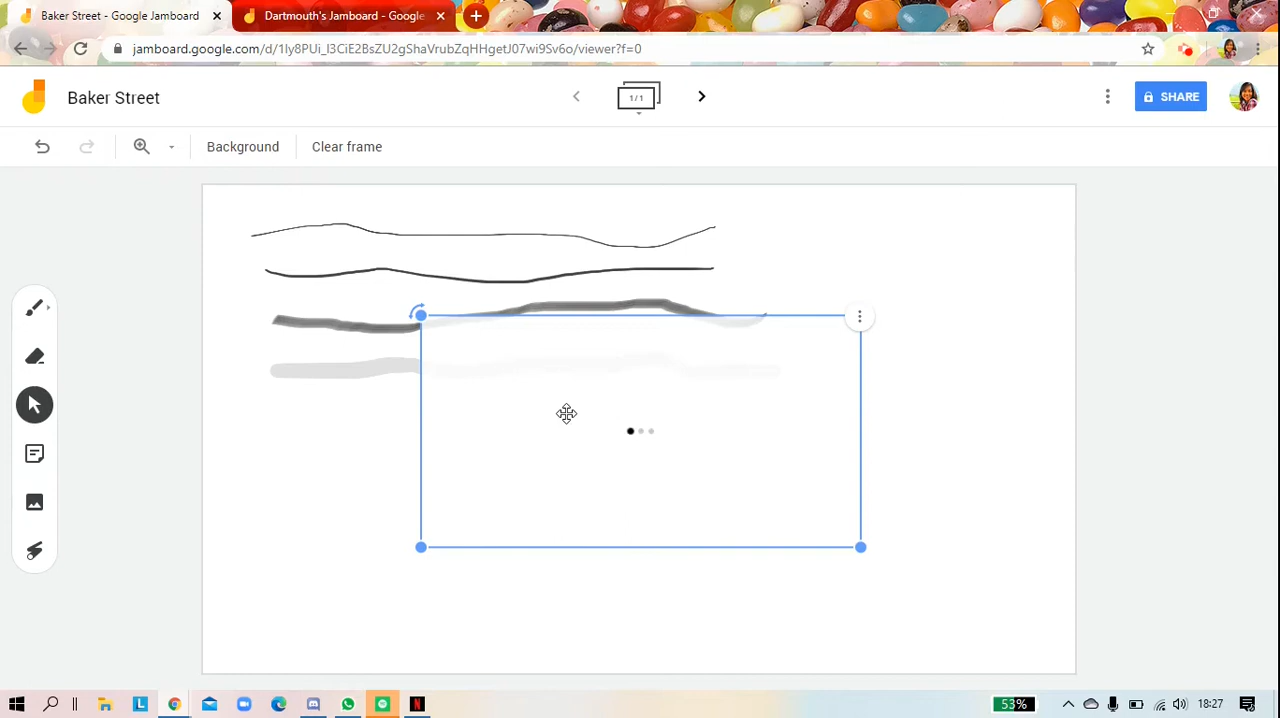 Baker Street - Google Jamboard
Dartmouth's Jamboard - Google
jamboard.google.com/d/1Iy8PUi_I3CiE2BsZU2gShaVrubZqHHgetJ07wi9Sv6o/viewer?f=0
Baker Street
1/1
SHARE
Background
Clear frame
L
N
53%
18:27